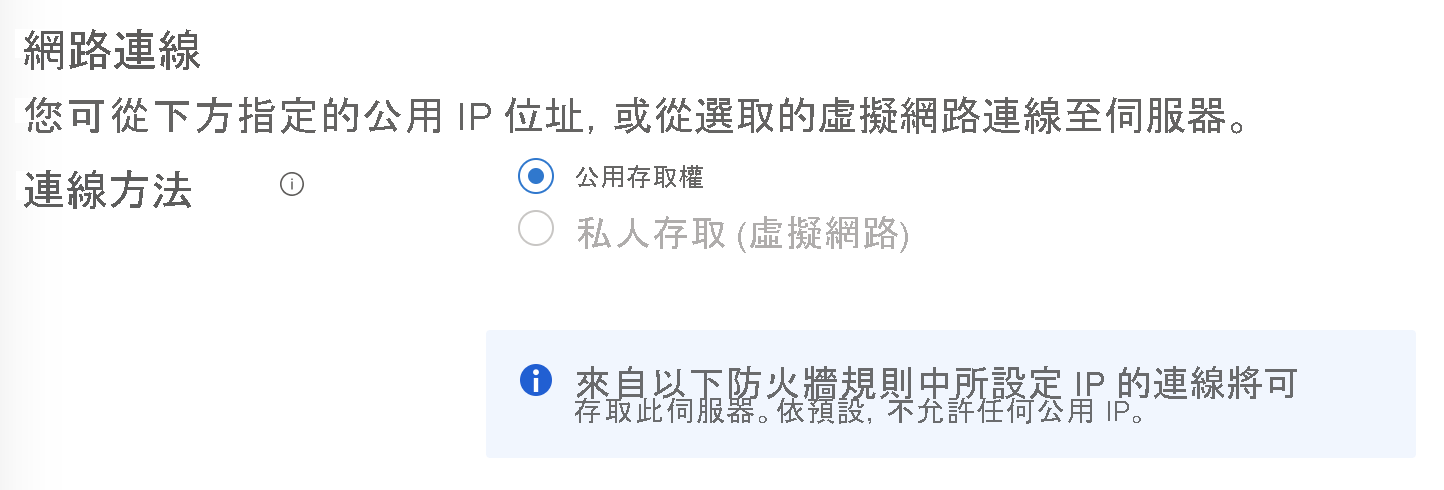 網路連線
您可從下方指定的公用 IP 位址, 或從選取的虛擬網路連線至伺服器。
連線方法
公用存取權
私人存取 (虛擬網路)
來自以下防火牆規則中所設定 IP 的連線將可
存取此伺服器。依預設, 不允許任何公用 IP。